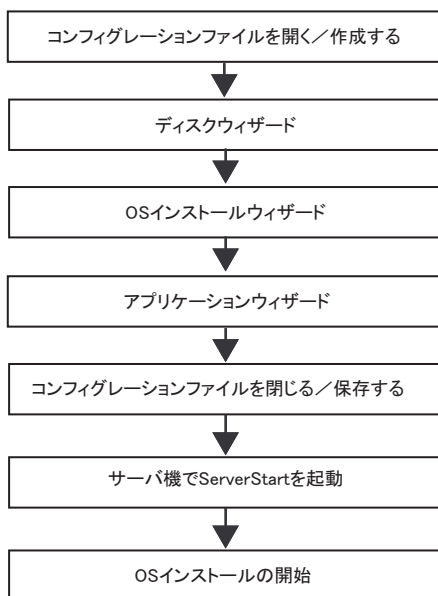 コンフィグレーションファイルを開く／作成する
ディスクウィザード
OSインストールウィザード
アプリケーションウィザード
コンフィグレーションファイルを閉じる／保存する
サーバ機でServerStartを起動
OSインストールの開始